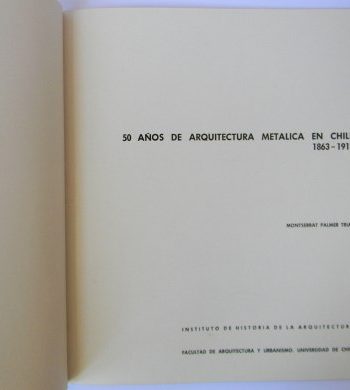 50 AÑOS DE ARQUITECTURA METALICA EN CHIL
1863-191
MONTSERRAT PALMER TRU
INSTITUTO DE HISTORIA DE LA ARQUITECTUR
FACULTAD DE ARQUITECTURA Y URBANISMO. UNIVERSIDAD DE CHI